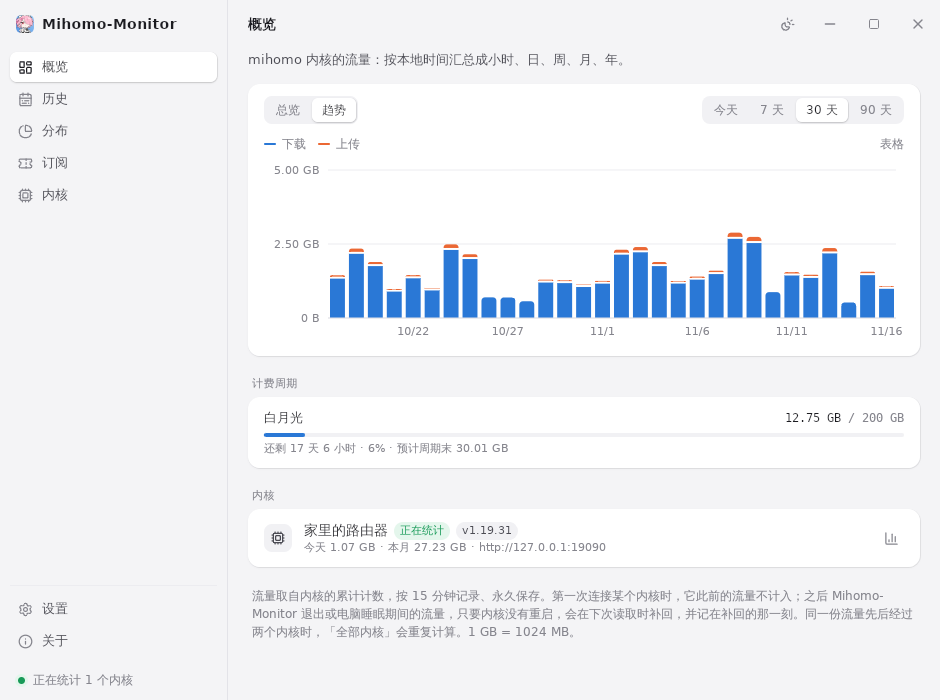 Mihomo-Monitor
概览
历史
分布
订阅
内核
设置
关于
正在统计 1 个内核
概览
mihomo 内核的流量：按本地时间汇总成小时、日、周、月、年。
总览 趋势
今天 7 天 30 天 90 天
下载 上传
表格
5.00 GB
2.50 GB
0 B
10/22 10/27 11/1 11/6 11/11 11/16
计费周期
白月光
12.75 GB / 200 GB
还剩 17 天 6 小时 · 6% · 预计周期末 30.01 GB
内核
家里的路由器 正在统计 v1.19.31
今天 1.07 GB · 本月 27.23 GB · http://127.0.0.1:19090
流量取自内核的累计计数，按 15 分钟记录、永久保存。第一次连接某个内核时，它此前的流量不计入；之后 Mihomo-
Monitor 退出或电脑睡眠期间的流量，只要内核没有重启，会在下次读时补回，并记在补回的那一刻。同一份流量先后经过
两个内核时，「全部内核」会重复计算。1 GB = 1024 MB。